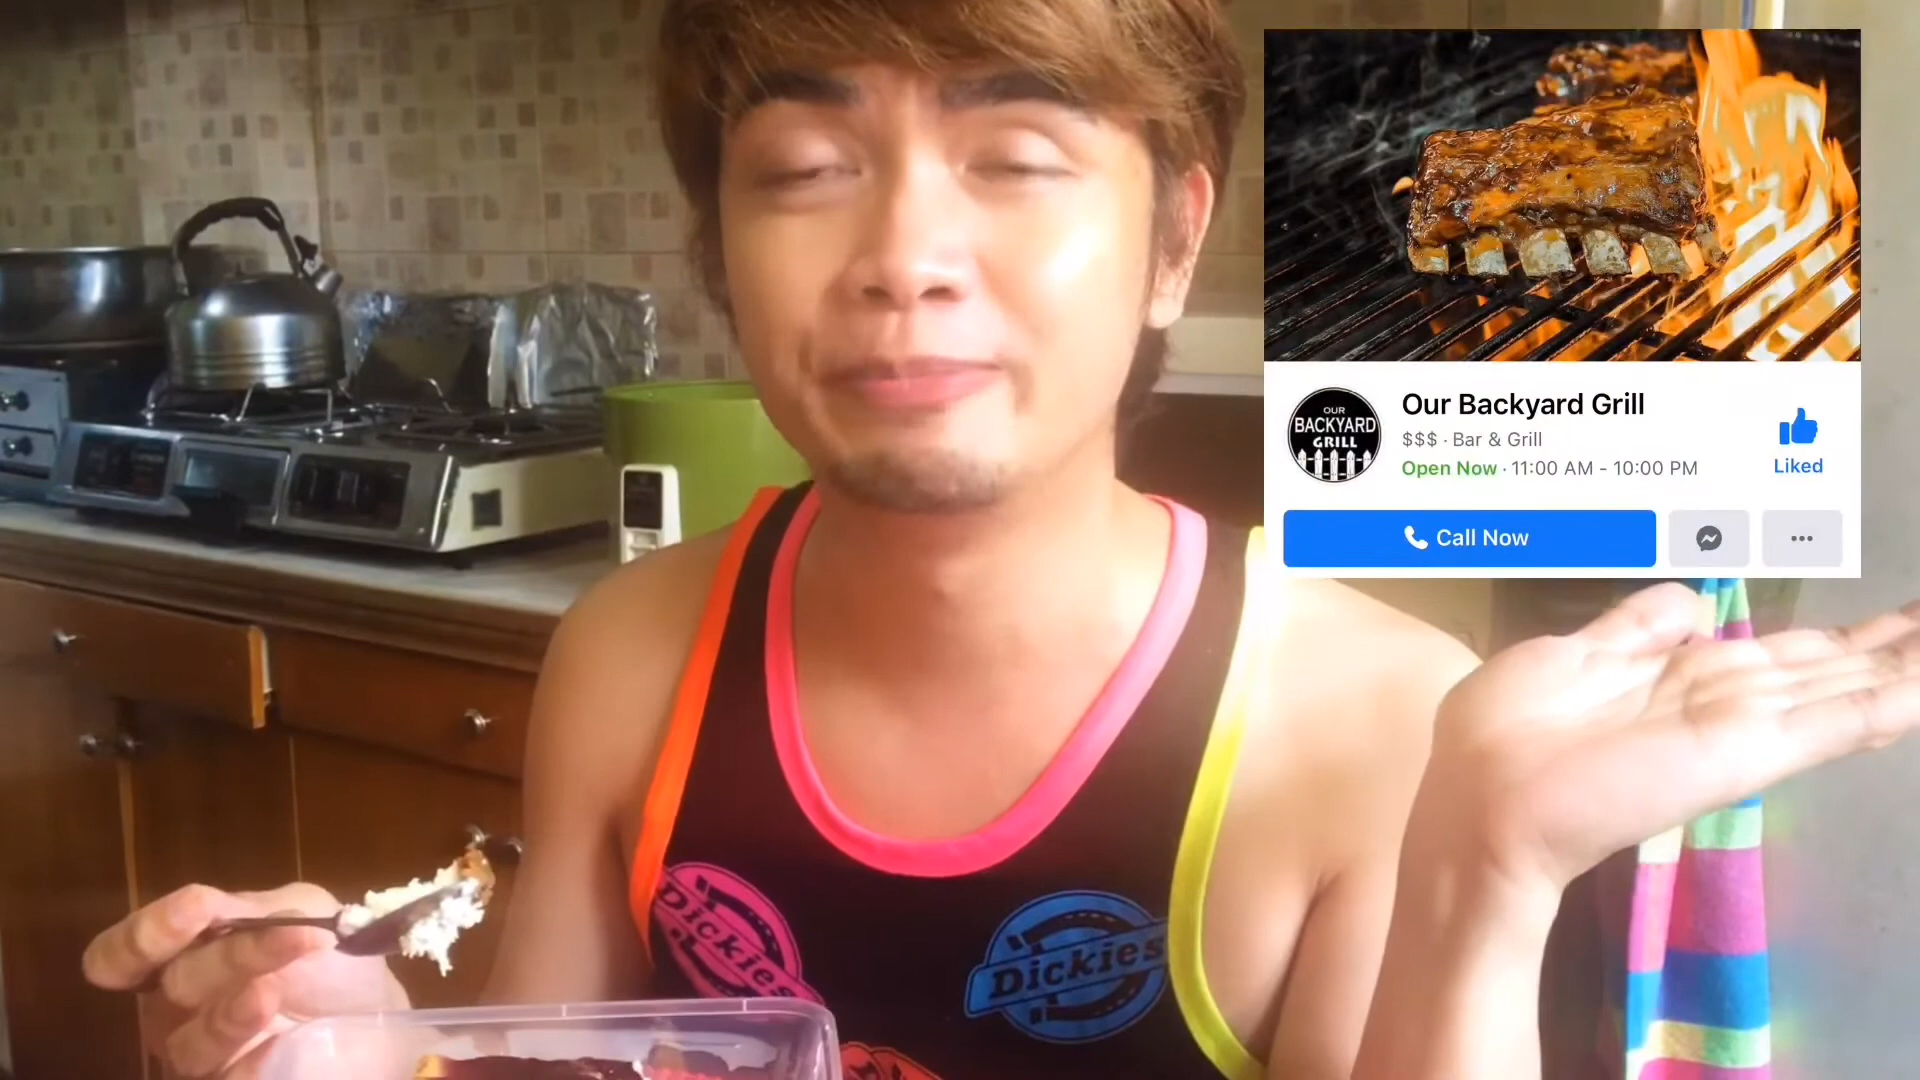 OUR
BACKYARD
GRILL
Our Backyard Grill
$$$ · Bar & Grill
Open Now · 11:00 AM - 10:00 PM
Liked
Call Now
Dickies
Dickies